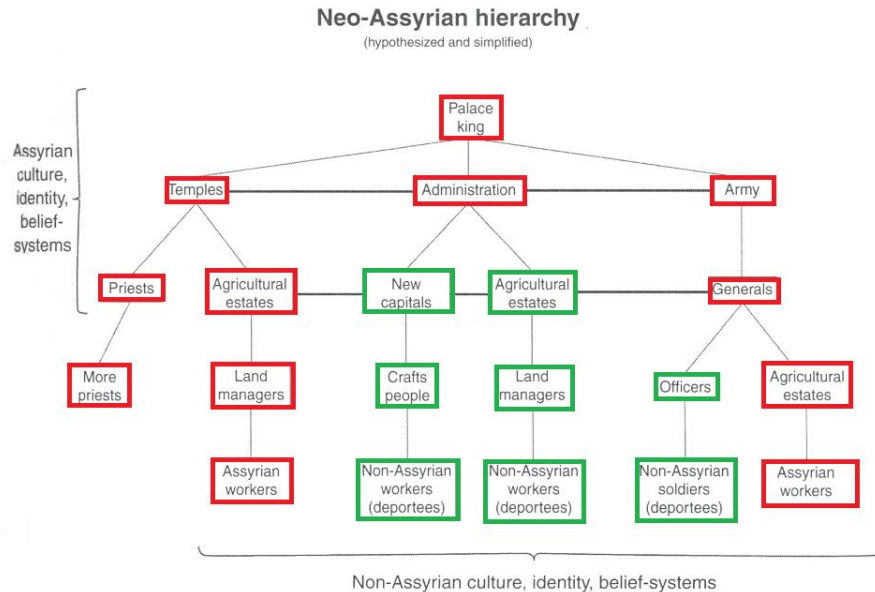 Neo-Assyrian hierarchy
(hypothesized and simplified)
Palace
king
Assyrian
culture,
identity,
belief-
systems
Temples
Administration
Army
Priests
Agricultural
estates
New
capitals
Agricultural
estates
Generals
More
priests
Land
managers
Crafts
people
Land
managers
Officers
Agricultural
estates
Assyrian
workers
Non-Assyrian
workers
(deportees)
Non-Assyrian
workers
(deportees)
Non-Assyrian
soldiers
(deportees)
Assyrian
workers
Non-Assyrian culture, identity, belief-systems